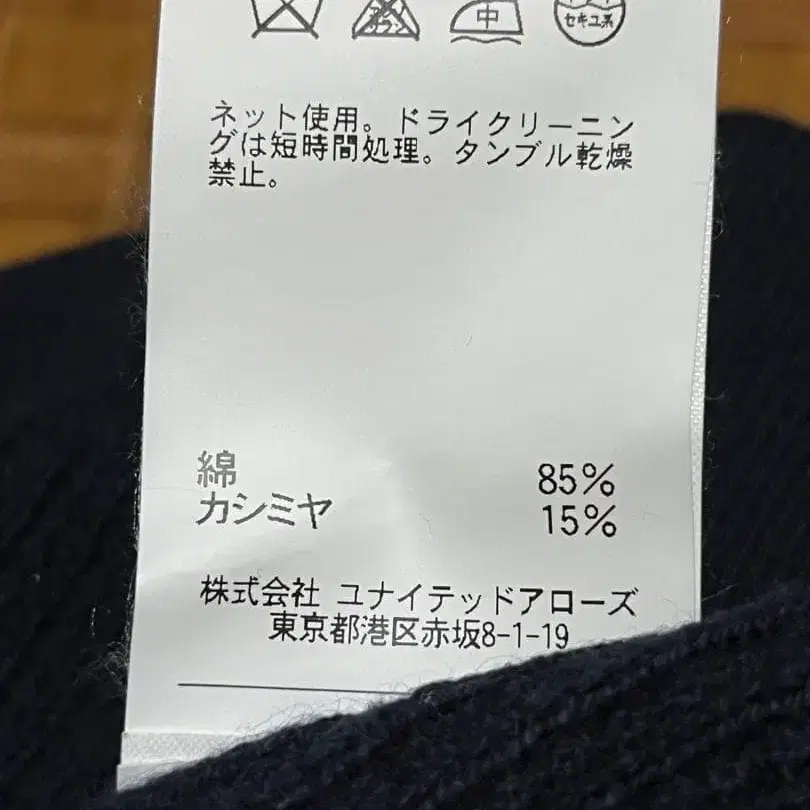 中
セキユ系
ネット使用。ドライクリーニン
グは短時間処理。タンブル乾燥
禁止。
綿 85%
カシミヤ 15%
株式会社 ユナイテッドアローズ
東京都港区赤坂8-1-19